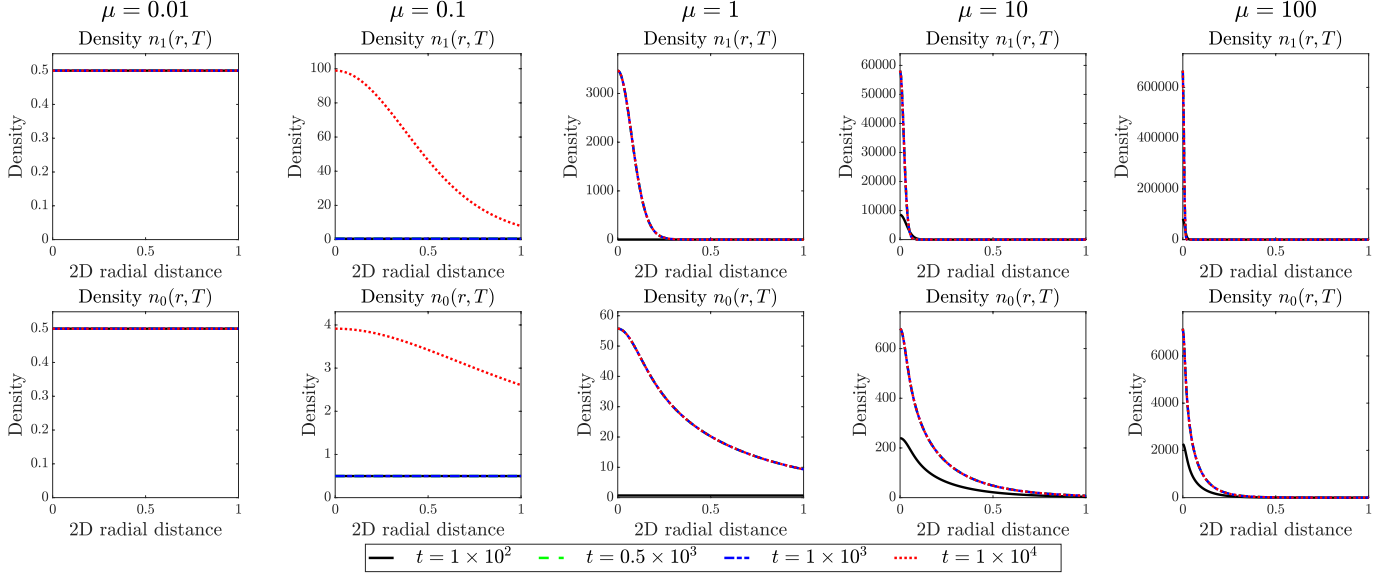 μ = 0.01
μ = 0.1
μ = 1
μ = 10
μ = 100
Density n₁(r, T)
Density n₁(r, T)
Density n₁(r, T)
Density n₁(r, T)
Density n₁(r, T)
Density
0.5
0.4
0.3
0.2
0.1
0
0.5
1
2D radial distance
Density
100
80
60
40
20
0
0
0.5
1
2D radial distance
Density
3000
2000
1000
0
0
0.5
1
2D radial distance
Density
60000
50000
40000
30000
20000
10000
0
0
0.5
1
2D radial distance
Density
600000
400000
200000
0
0
0.5
1
2D radial distance
Density n₀(r, T)
Density n₀(r, T)
Density n₀(r, T)
Density n₀(r, T)
Density n₀(r, T)
Density
0.5
0.4
0.3
0.2
0.1
0
0
0.5
1
2D radial distance
Density
4
3
2
1
0
0
0.5
1
2D radial distance
Density
60
50
40
30
20
10
0
0
0.5
1
2D radial distance
Density
600
400
200
0
0
0.5
1
2D radial distance
Density
6000
4000
2000
0
0
0.5
1
2D radial distance
t = 1 × 10² t = 0.5 × 10³ t = 1 × 10³ t = 1 × 10⁴